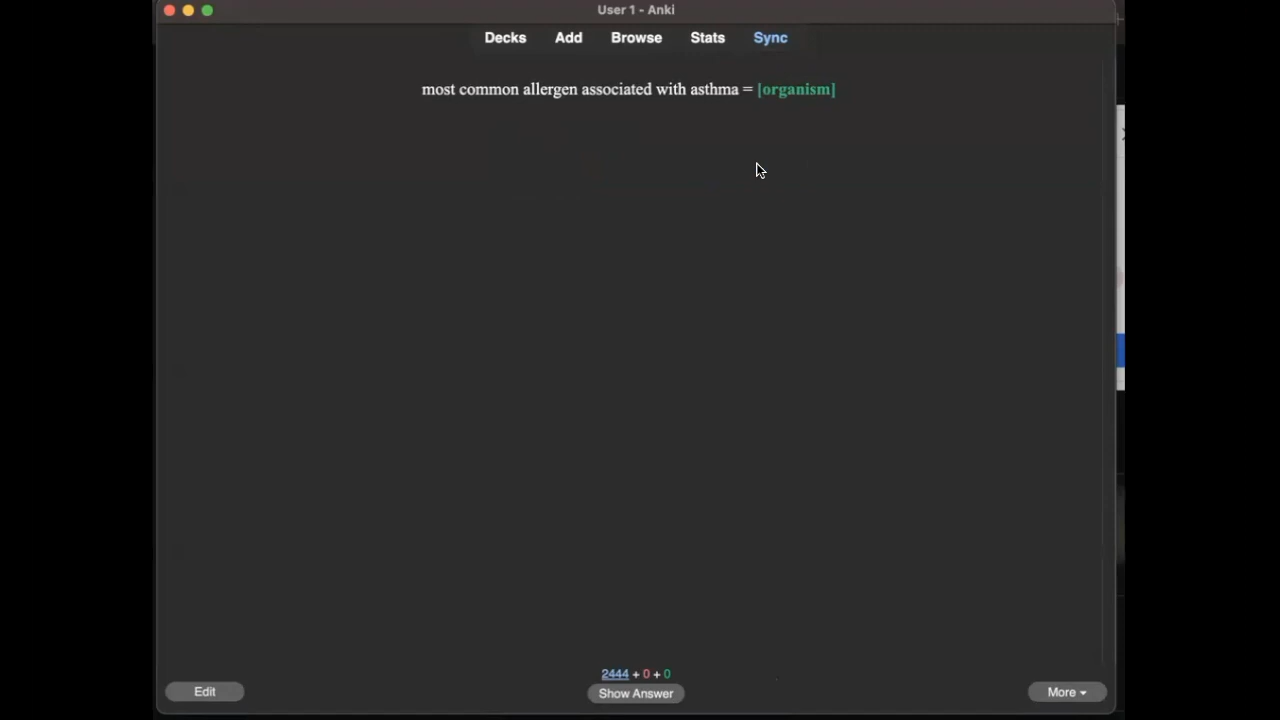 User 1 - Anki
Decks Add Browse Stats Sync
most common allergen associated with asthma = [organism]
2444 + 0 + 0
Edit Show Answer More